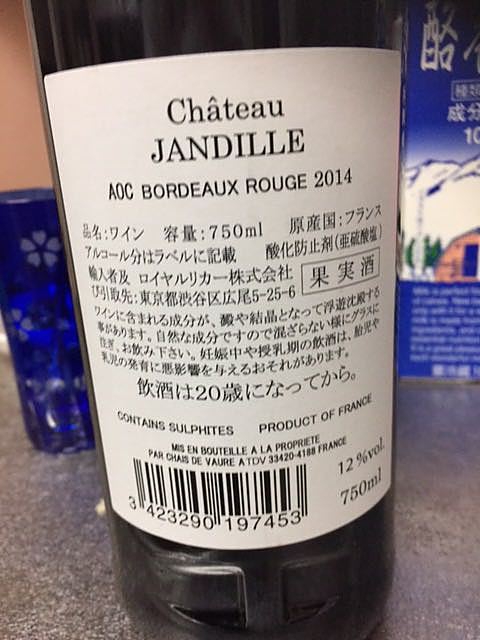 Château
JANDILLE
AOC BORDEAUX ROUGE 2014
品名:ワイン 容量:750ml 原産国:フランス
アルコール分はラベルに記載 酸化防止剤(亜硫酸塩)
輸入者及 ロイヤルリカー株式会社 果実酒
び引取先:東京都渋谷区広尾5-25-6
ワインに含まれる成分が、澱や結晶となって浮遊沈殿する
事があります。自然な成分ですので混ざらない様にグラスに
注ぎ、お飲み下さい。妊娠中や授乳期の飲酒は、胎児や
乳児の発育に悪影響を与えるおそれがあります。
飲酒は20歳になってから。
CONTAINS SULPHITES PRODUCT OF FRANCE
MIS EN BOUTEILLE A LA PROPRIETE
PAR CHAIS DE VAURE A TDV 33420-4188 FRANCE
12%vol.
750ml
3 423290 197453
種類
成分
10